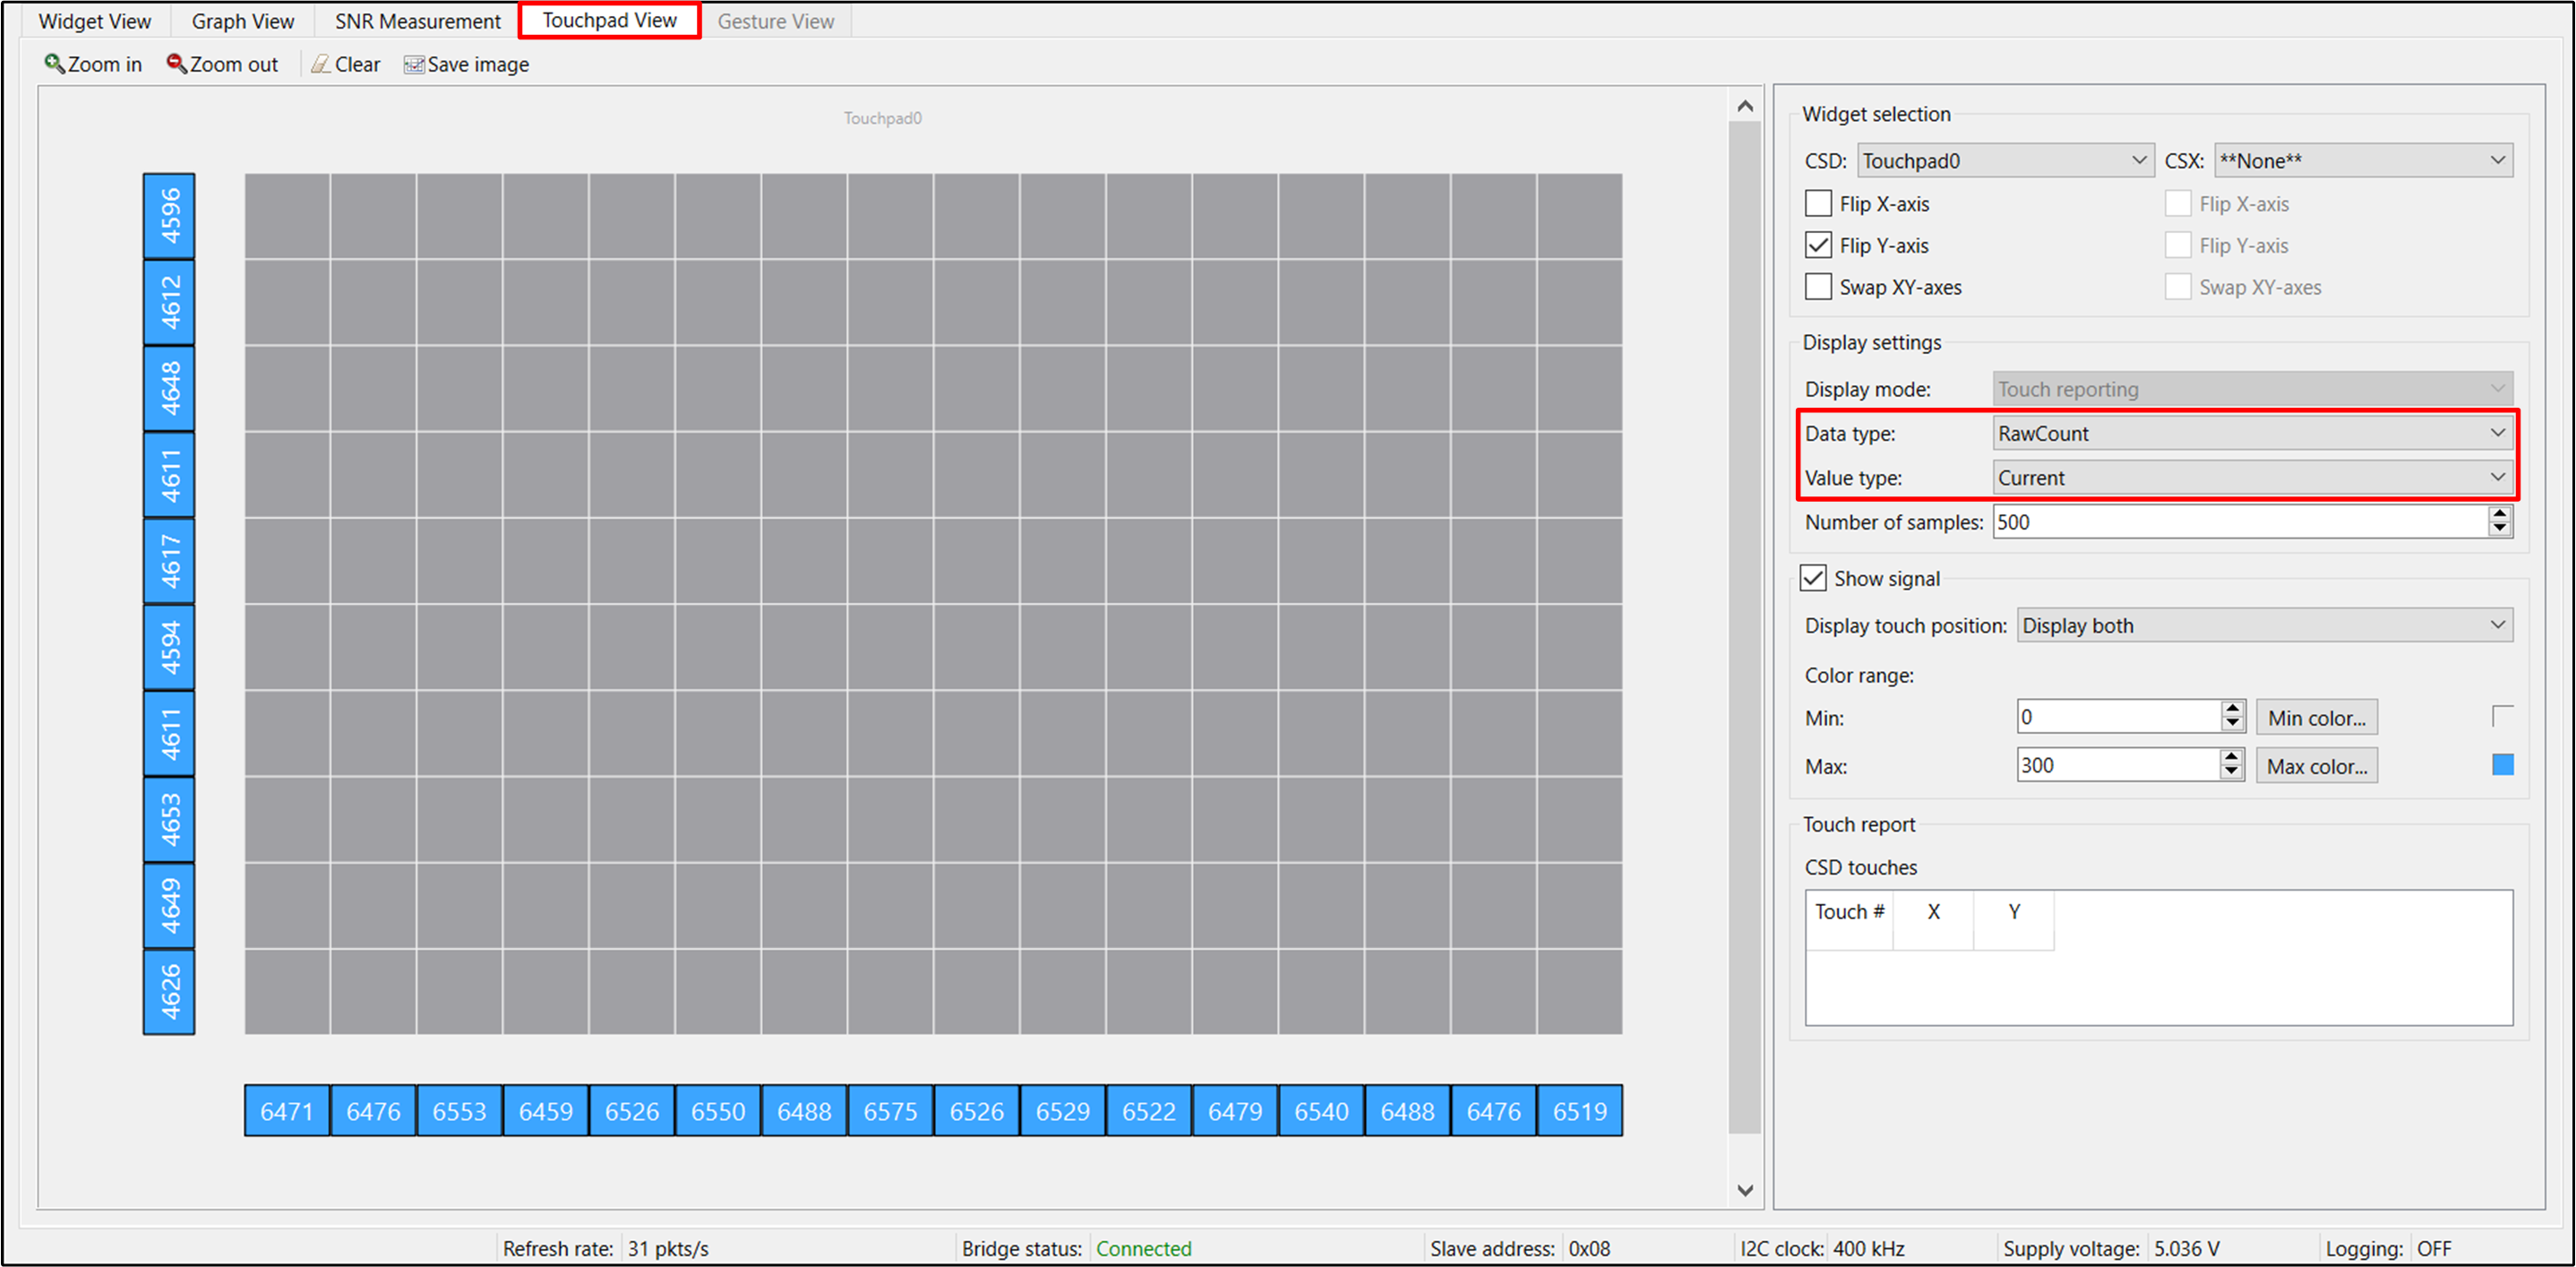 Widget View Graph View SNR Measurement Touchpad View Gesture View
Zoom in Zoom out Clear Save image
Touchpad0
4596
4612
4648
4611
4617
4594
4611
4653
4649
4626
6471 6476 6553 6459 6526 6550 6488 6575 6526 6529 6522 6479 6540 6488 6476 6519
Widget selection
CSD: Touchpad0 CSX: **None**
Flip X-axis Flip X-axis
Flip Y-axis Flip Y-axis
Swap XY-axes Swap XY-axes
Display settings
Display mode: Touch reporting
Data type: RawCount
Value type: Current
Number of samples: 500
Show signal
Display touch position: Display both
Color range:
Min: 0 Min color...
Max: 300 Max color...
Touch report
CSD touches
Touch # X Y
Refresh rate: 31 pkts/s Bridge status: Connected Slave address: 0x08 I2C clock: 400 kHz Supply voltage: 5.036 V Logging: OFF